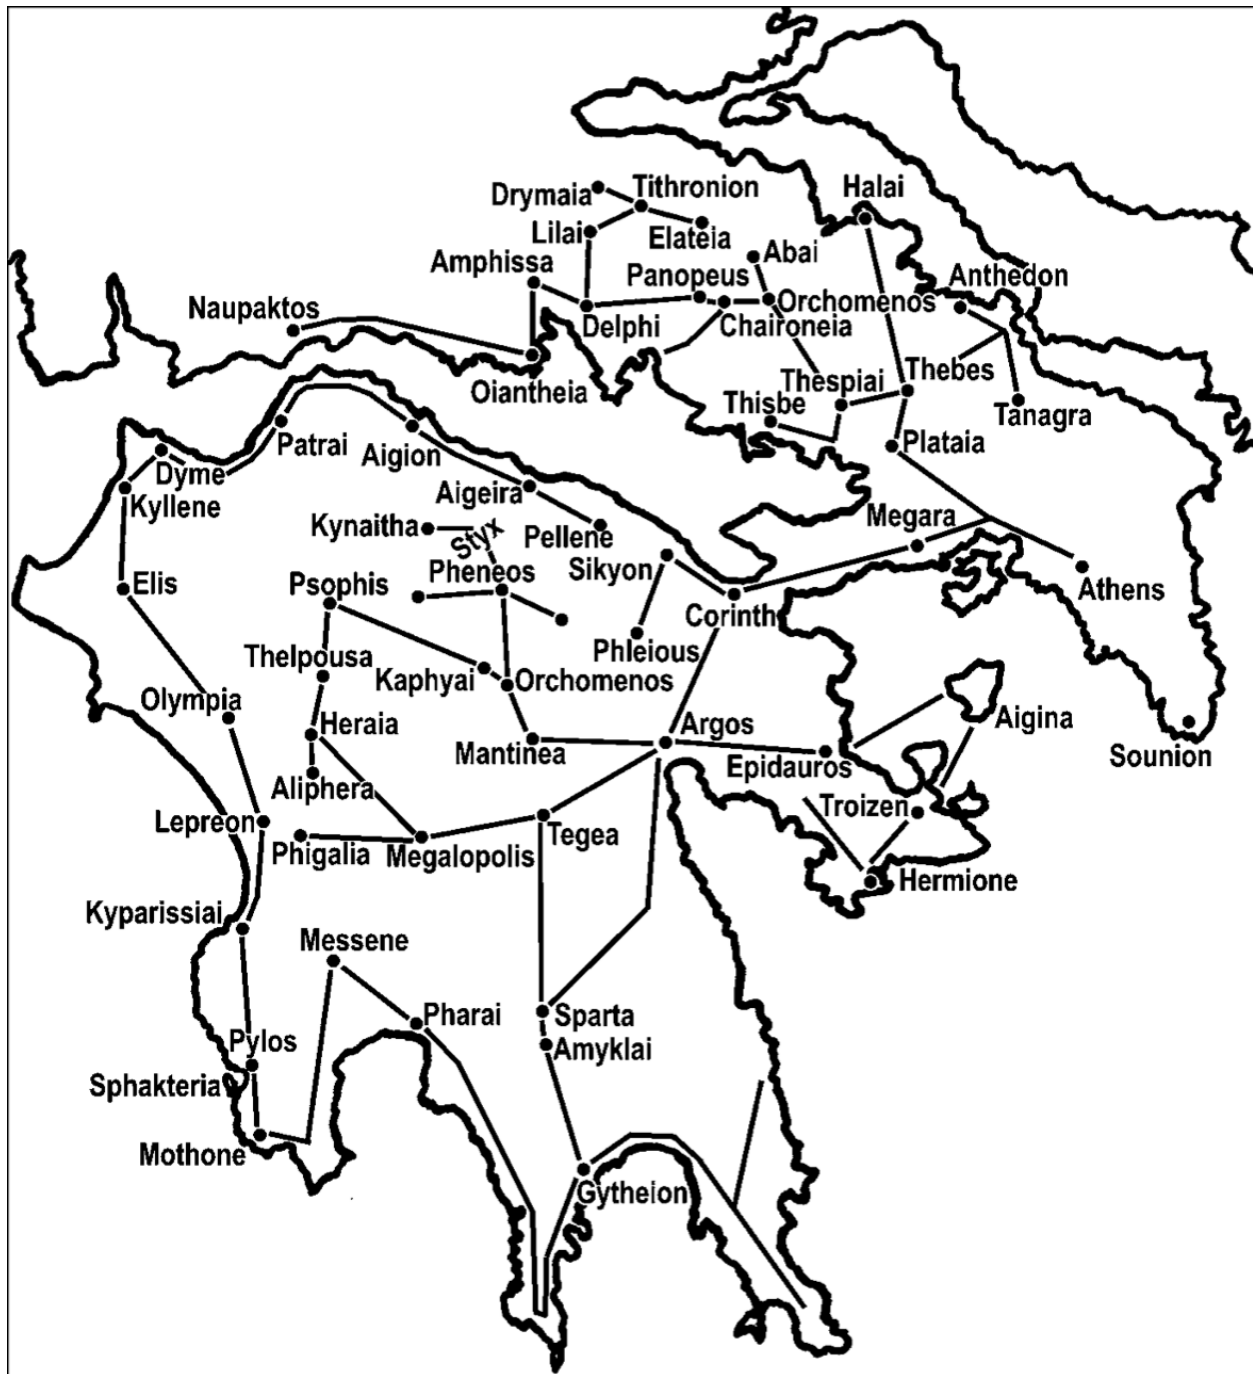 Drymaia
Tithronion
Halai
Lilai
Elateia
Abai
Amphissa
Panopeus
Anthedon
Naupaktos
Delphi
Chaironeia
Orchomenos
Oiantheia
Thespiai
Thebes
Thisbe
Tanagra
Patrai
Aigion
Plataia
Dyme
Kyllene
Aigeira
Kynaitha
Styx
Pellene
Megara
Sikyon
Pheneos
Athens
Elis
Psophis
Corinth
Phleious
Thelpousa
Kaphyai
Orchomenos
Olympia
Heraia
Mantinea
Argos
Aigina
Epidauros
Sounion
Aliphera
Troizen
Lepreon
Phigalia
Megalopolis
Tegea
Hermione
Kyparissiai
Messene
Pharai
Sparta
Pylos
Amyklai
Sphakteria
Mothone
Gytheion